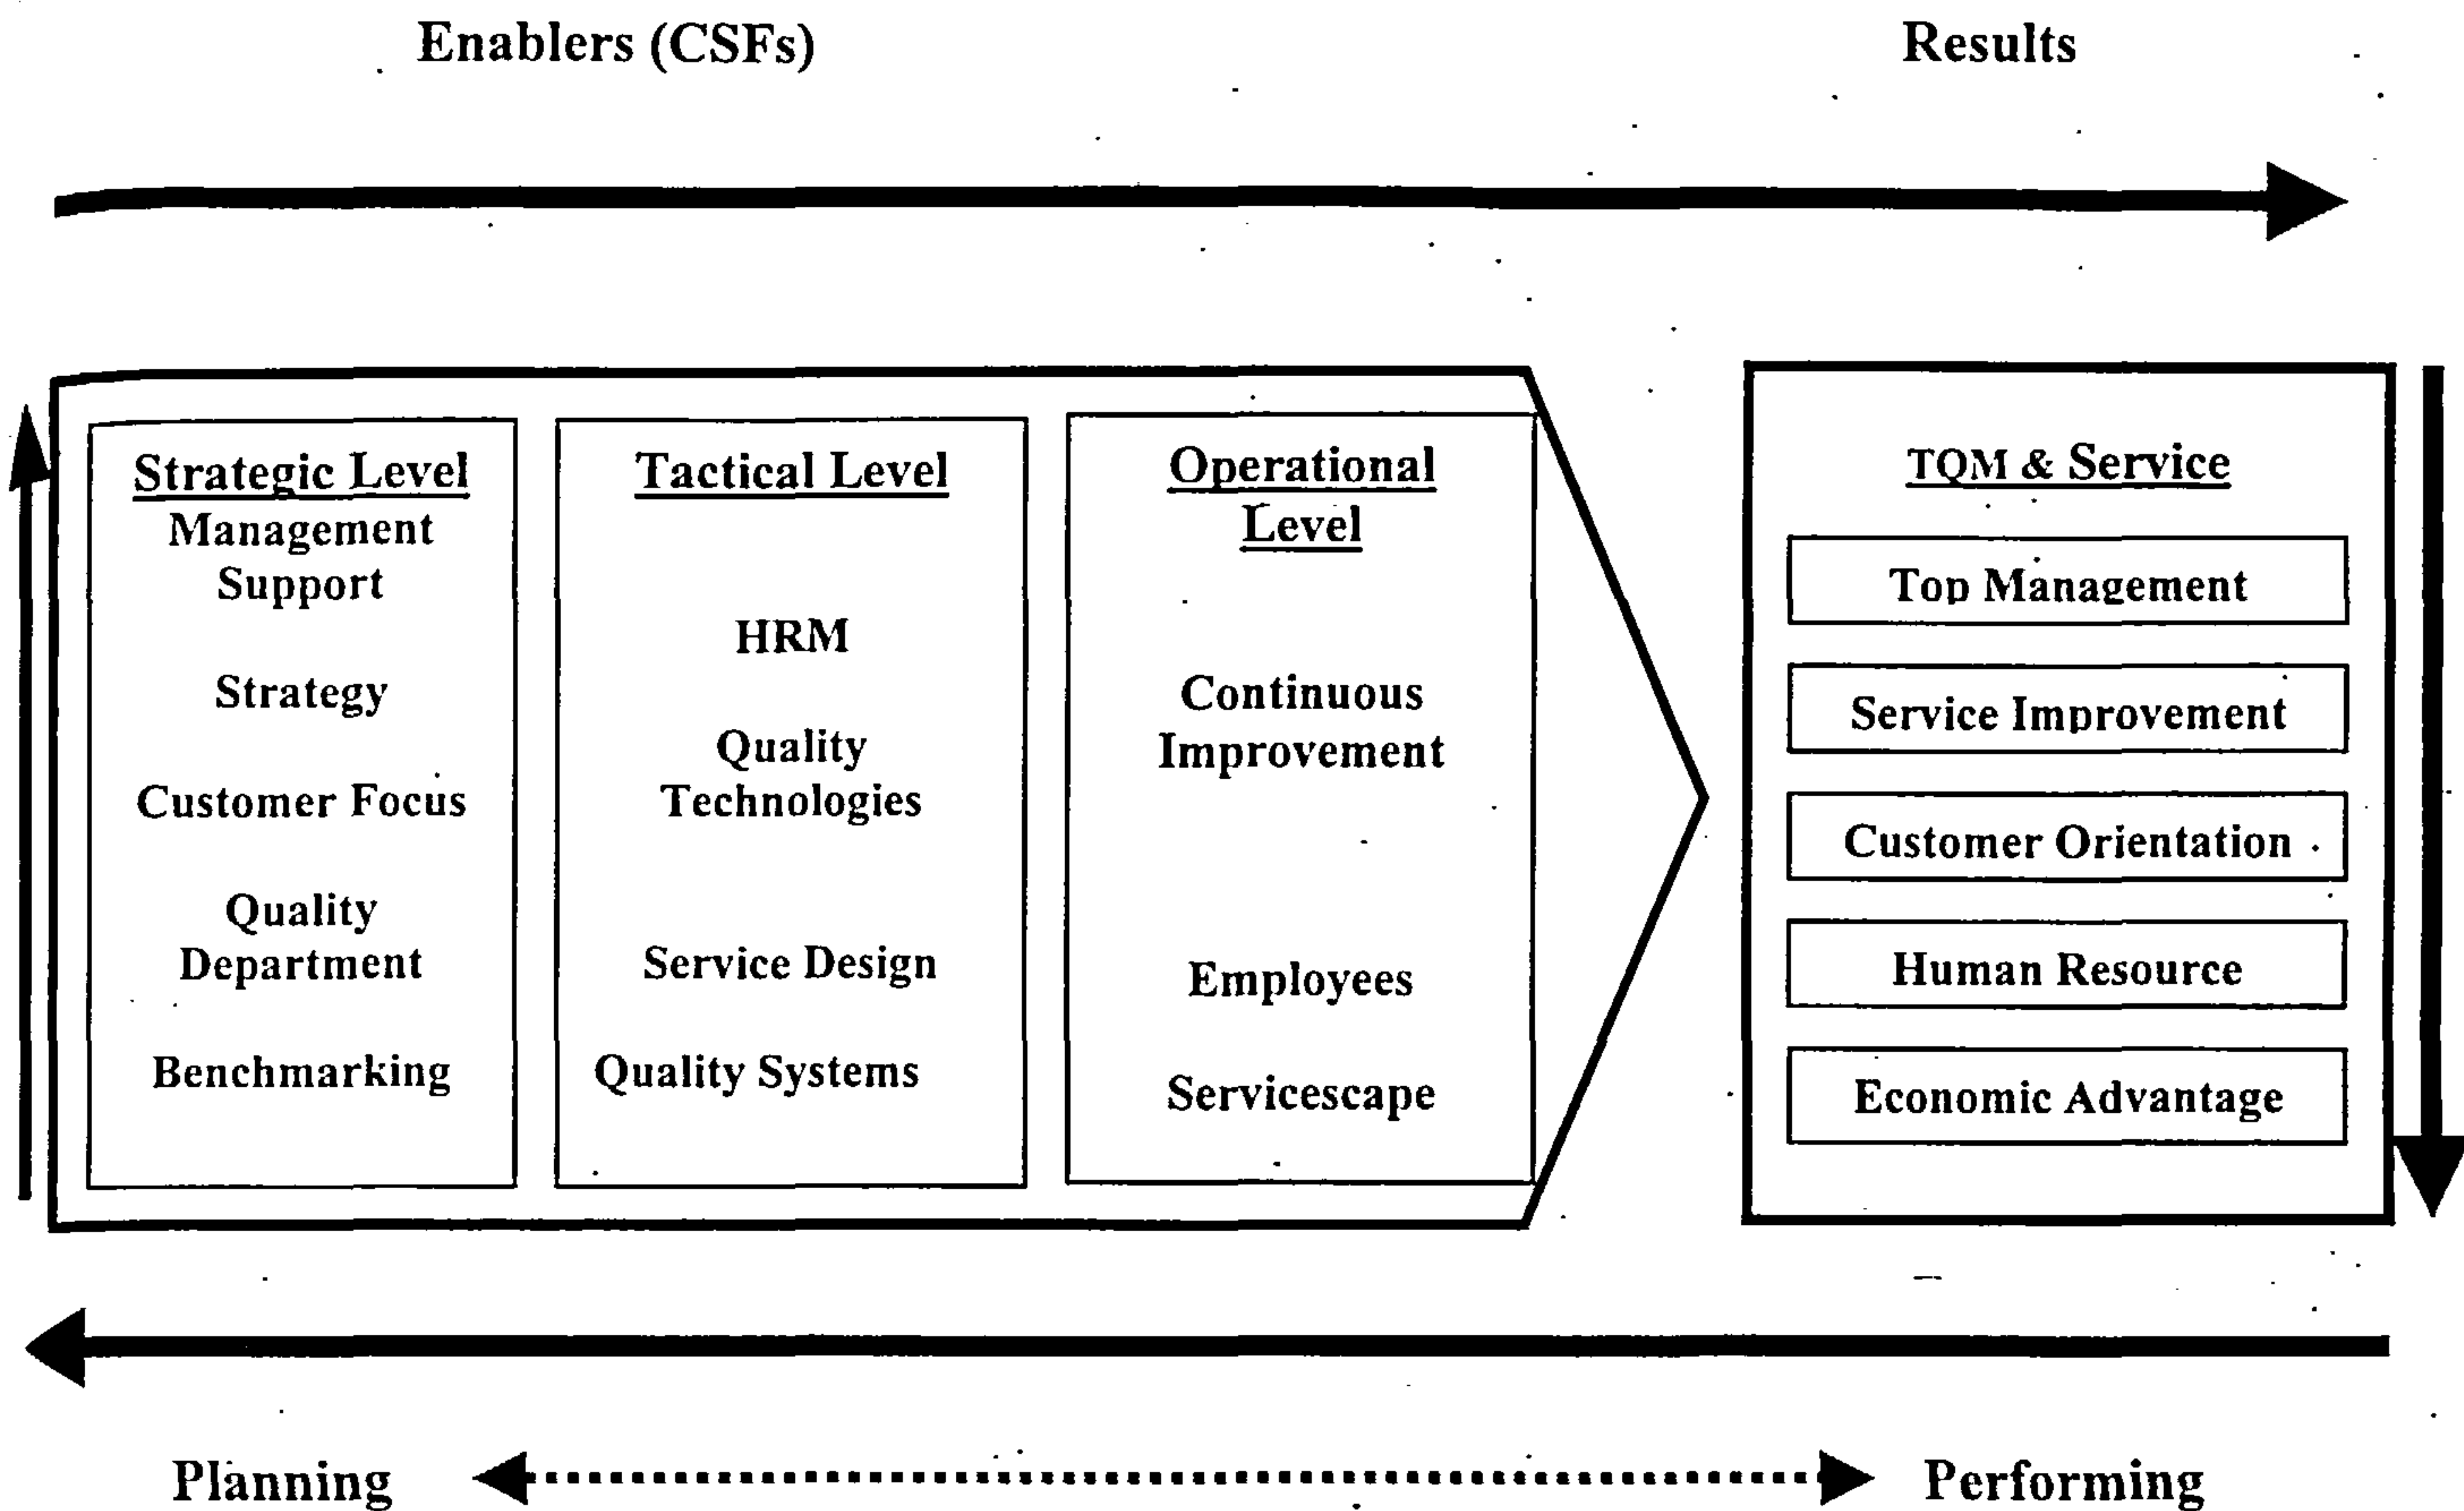 Enablers (CSFs)
Results
Strategic Level
Management
Support
Strategy
Customer Focus
Quality
Department
Benchmarking
Tactical Level
HRM
Quality
Technologies
Service Design
Quality Systems
Operational
Level
Continuous
Improvement
Employees
Servicescape
TQM & Service
Top Management
Service Improvement
Customer Orientation
Human Resource
Economic Advantage
Planning
Performing